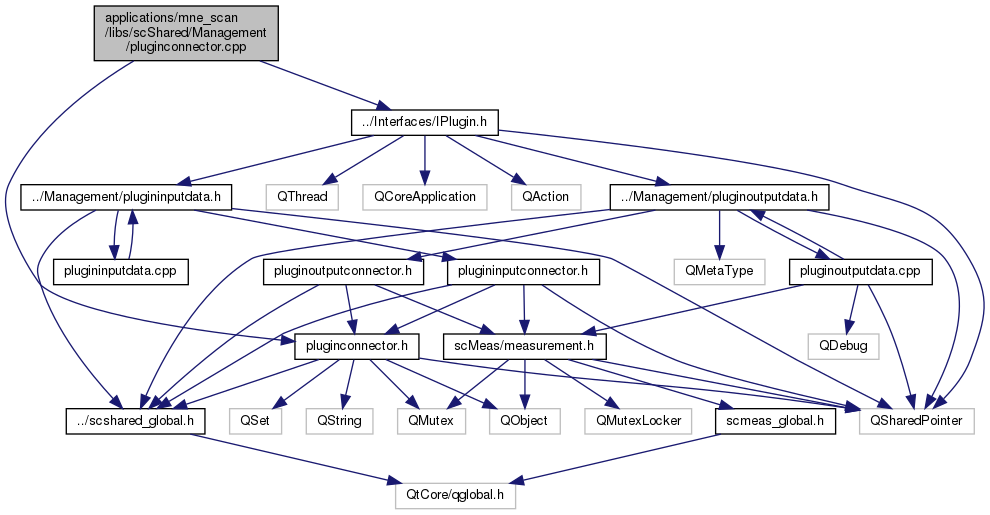 applications/mne_scan
/libs/scShared/Management
/pluginconnector.cpp
../Interfaces/IPlugin.h
../Management/plugininputdata.h
QThread
QCoreApplication
QAction
../Management/pluginoutputdata.h
plugininputdata.cpp
pluginoutputconnector.h
plugininputconnector.h
QMetaType
pluginoutputdata.cpp
pluginconnector.h
scMeas/measurement.h
QDebug
../scshared_global.h
QSet
QString
QMutex
QObject
QMutexLocker
scmeas_global.h
QSharedPointer
QtCore/qglobal.h